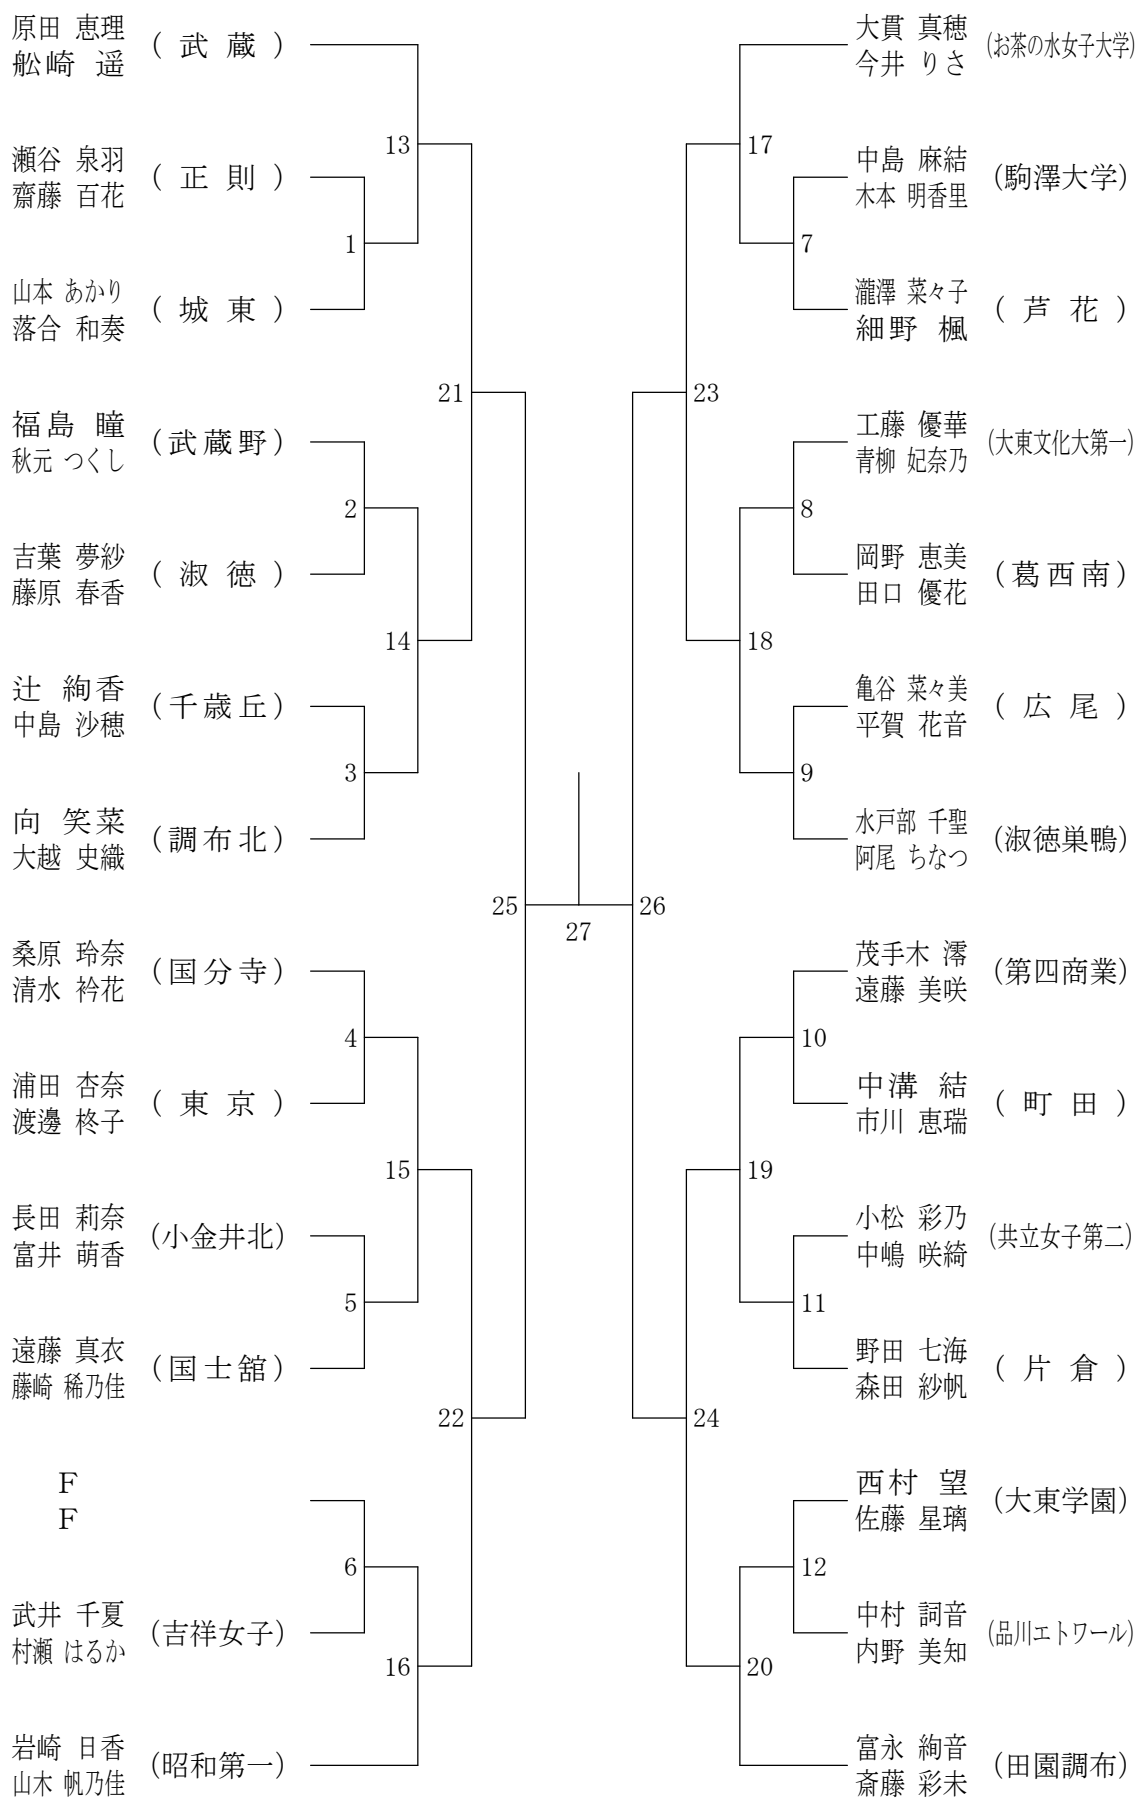 原田 恵理
舩崎 遥
(武蔵)
瀬谷 泉羽
齋藤 百花
(正則)
山本 あかり
落合 和奏
(城東)
福島 瞳
秋元 つくし
(武蔵野)
吉葉 夢紗
藤原 春香
(淑徳)
辻 絢香
中島 沙穂
(千歳丘)
向 笑菜
大越 史織
(調布北)
桑原 玲奈
清水 衿花
(国分寺)
浦田 杏奈
渡邊 柊子
(東京)
長田 莉奈
富井 萌香
(小金井北)
遠藤 真衣
藤崎 稀乃佳
(国士舘)
F
F
武井 千夏
村瀬 はるか
(吉祥女子)
岩崎 日香
山木 帆乃佳
(昭和第一)
13
1
21
2
14
3
25
4
15
5
22
6
16
27
17
7
23
8
18
9
26
10
19
11
24
12
20
大貫 真穂
今井 りさ
(お茶の水女子大学)
中島 麻結
木本 明香里
(駒澤大学)
瀧澤 菜々子
細野 楓
(芦花)
工藤 優華
青柳 妃奈乃
(大東文化大第一)
岡野 恵美
田口 優花
(葛西南)
亀谷 菜々美
平賀 花音
(広尾)
水戸部 千聖
阿尾 ちなつ
(淑徳巣鴨)
茂手木 澪
遠藤 美咲
(第四商業)
中溝 結
市川 恵瑞
(町田)
小松 彩乃
中嶋 咲綺
(共立女子第二)
野田 七海
森田 紗帆
(片倉)
西村 望
佐藤 星璃
(大東学園)
中村 詞音
内野 美知
(品川エトワール)
富永 絢音
斎藤 彩未
(田園調布)